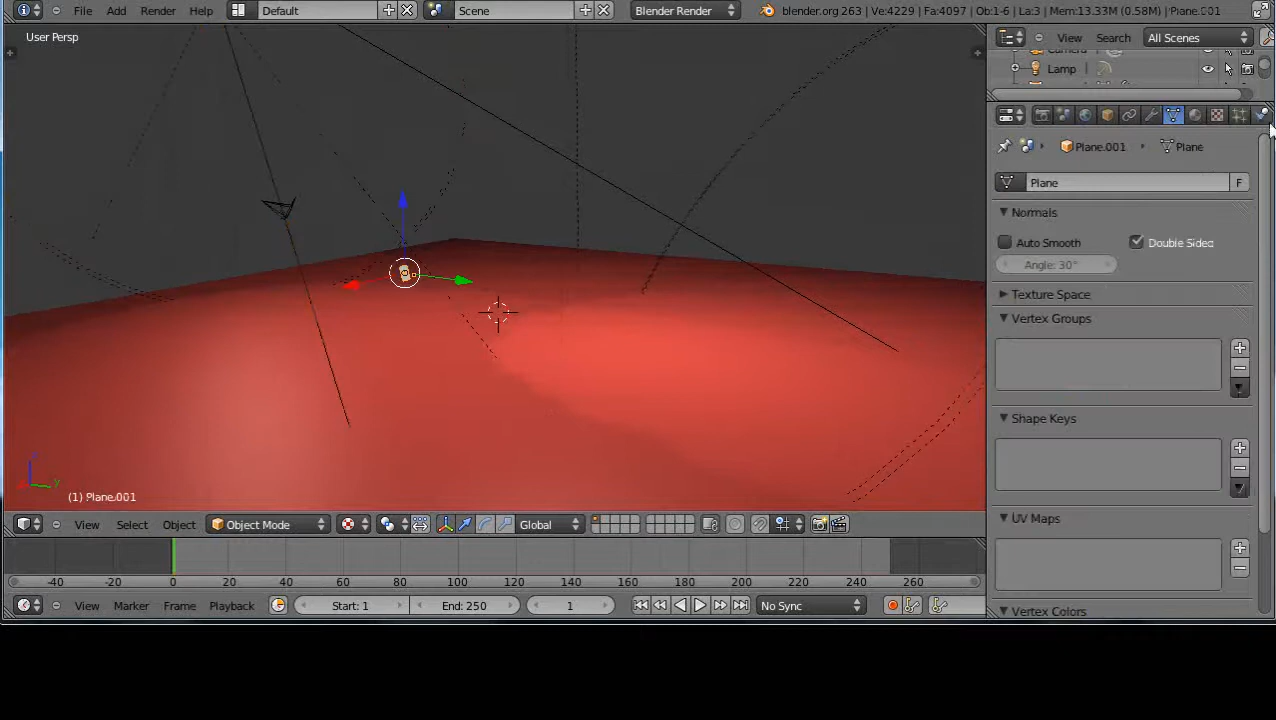 File Add Render Help Default Scene Blender Render blender.org 263 | Ve:4229 | Fa:4097 | Ob:1-6 | La:3 | Mem:13.33M (0.58M) | Plane.001
User Persp
View Search All Scenes
Lamp
Plane.001 Plane
Plane F
Normals
Auto Smooth Double Sided
Angle: 30°
Texture Space
Vertex Groups
Shape Keys
UV Maps
Vertex Colors
(1) Plane.001
View Select Object Object Mode Global
-40 -20 0 20 40 60 80 100 120 140 160 180 200 220 240 260
View Marker Frame Playback Start: 1 End: 250 1 No Sync